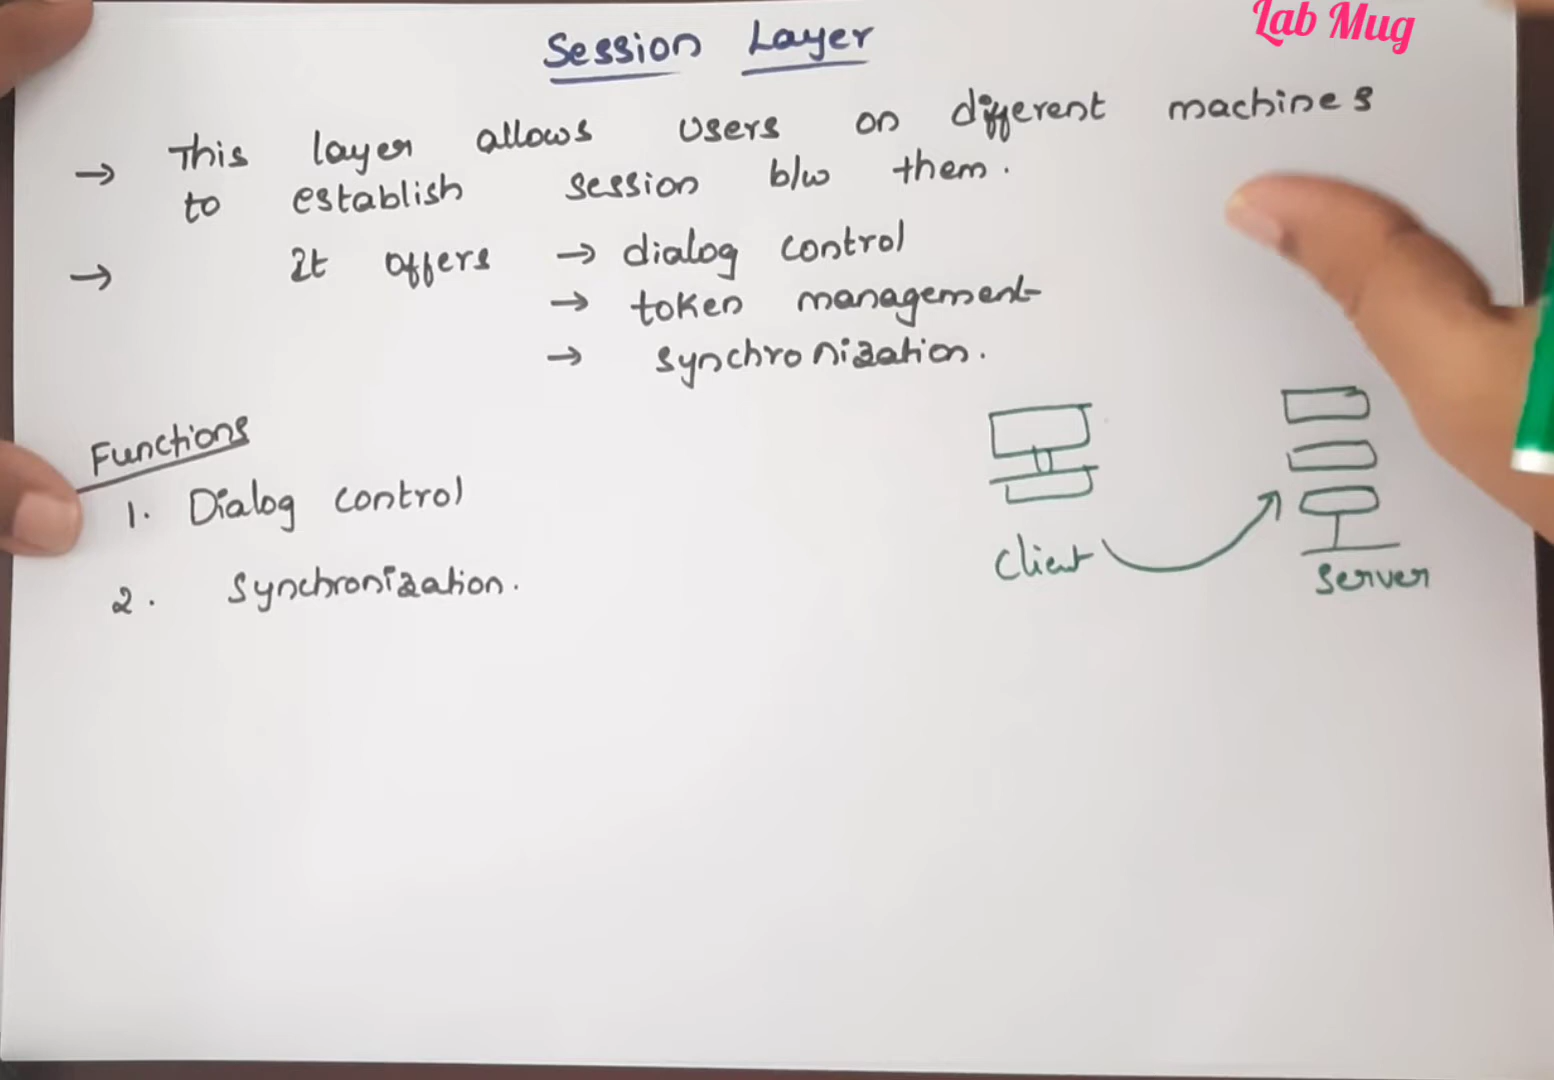 Lab Mug
Session Layer
→ This layer allows users on different machines
to establish session b/w them.
→ It offers → dialog control
→ token management
→ synchronization.
Functions
1. Dialog control
2. Synchronization.
Client
Server